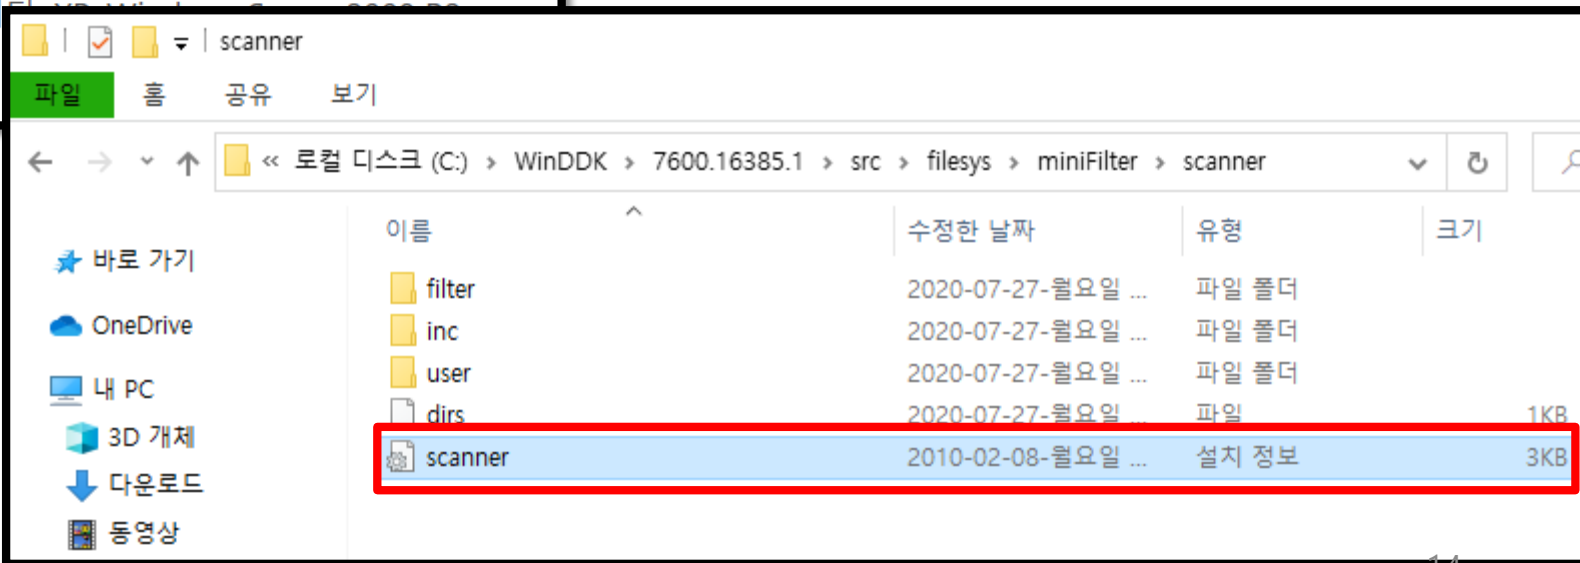 scanner
파일 홈 공유 보기
« 로컬 디스크 (C:) › WinDDK › 7600.16385.1 › src › filesys › miniFilter › scanner
이름 수정한 날짜 유형 크기
바로 가기
OneDrive
내 PC
3D 개체
다운로드
동영상
filter 2020-07-27-월요일 ... 파일 폴더
inc 2020-07-27-월요일 ... 파일 폴더
user 2020-07-27-월요일 ... 파일 폴더
dirs 2020-07-27-월요일 ... 파일 1KB
scanner 2010-02-08-월요일 ... 설치 정보 3KB